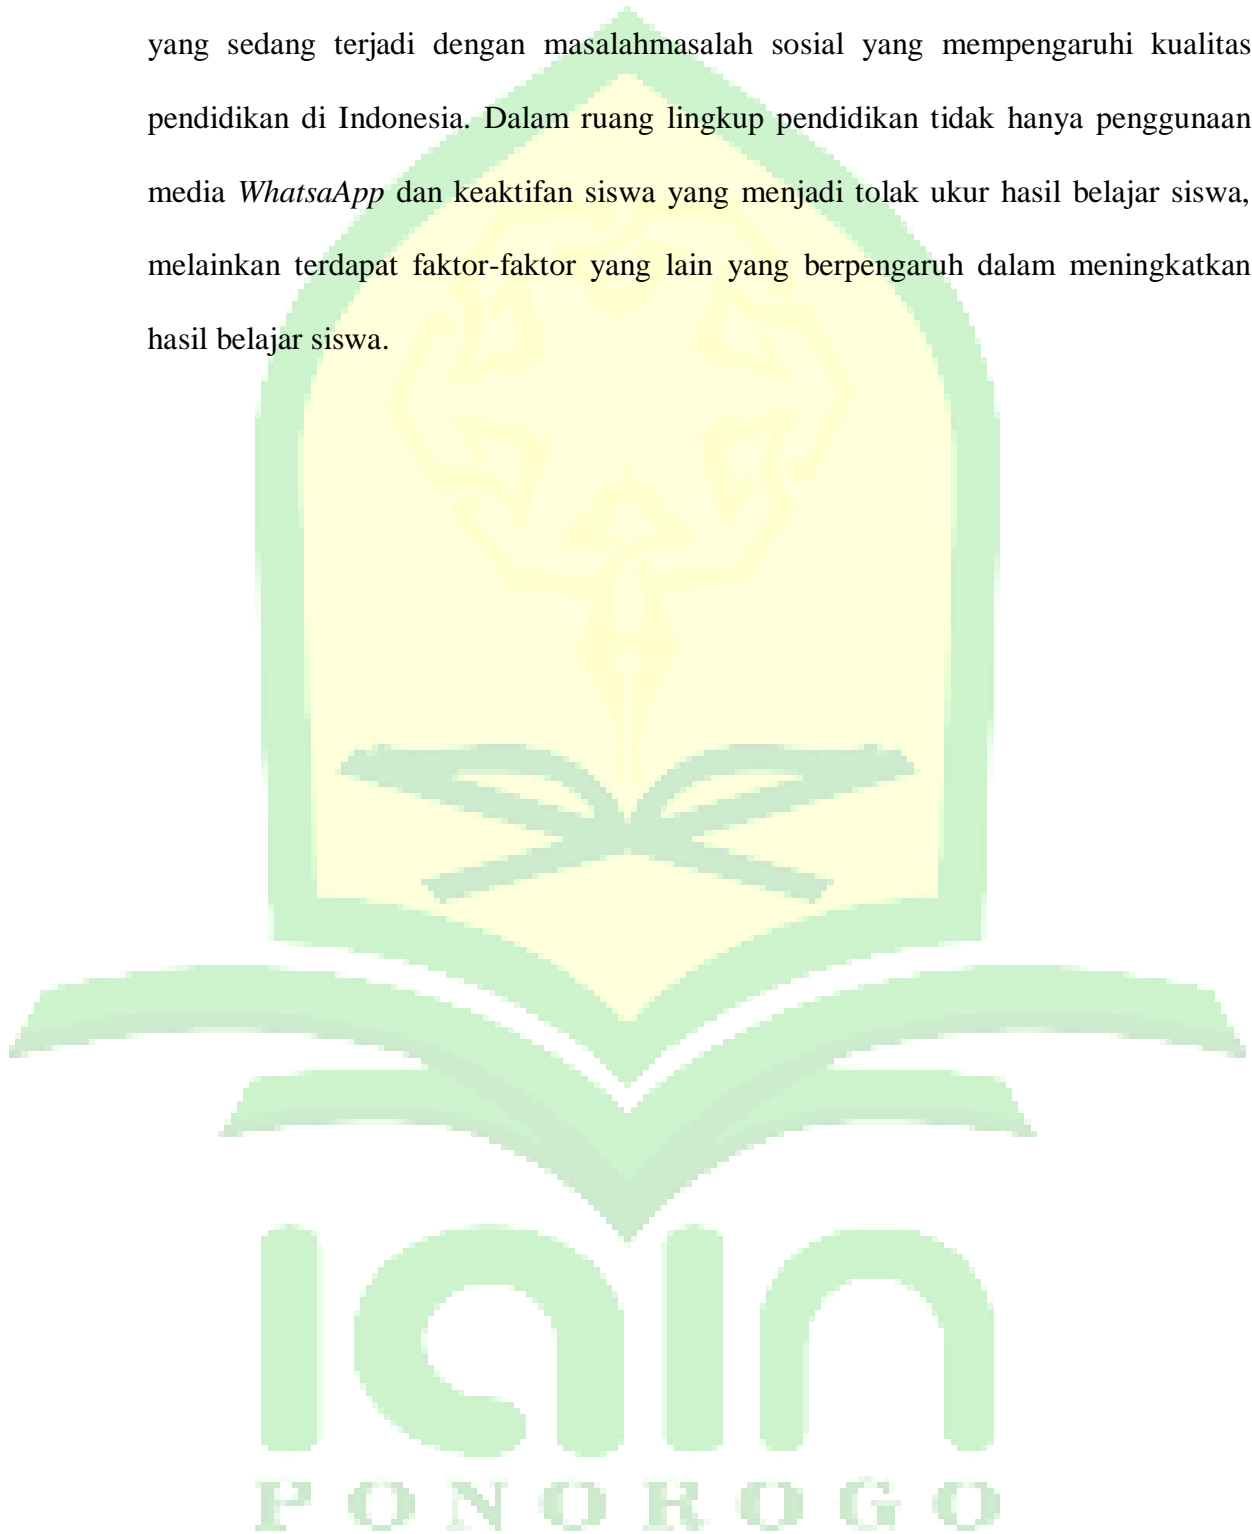 yang sedang terjadi dengan masalahmasalah sosial yang mempengaruhi kualitas
pendidikan di Indonesia. Dalam ruang lingkup pendidikan tidak hanya penggunaan
media WhatsaApp dan keaktifan siswa yang menjadi tolak ukur hasil belajar siswa,
melainkan terdapat faktor-faktor yang lain yang berpengaruh dalam meningkatkan
hasil belajar siswa.
iain
PONOROGO